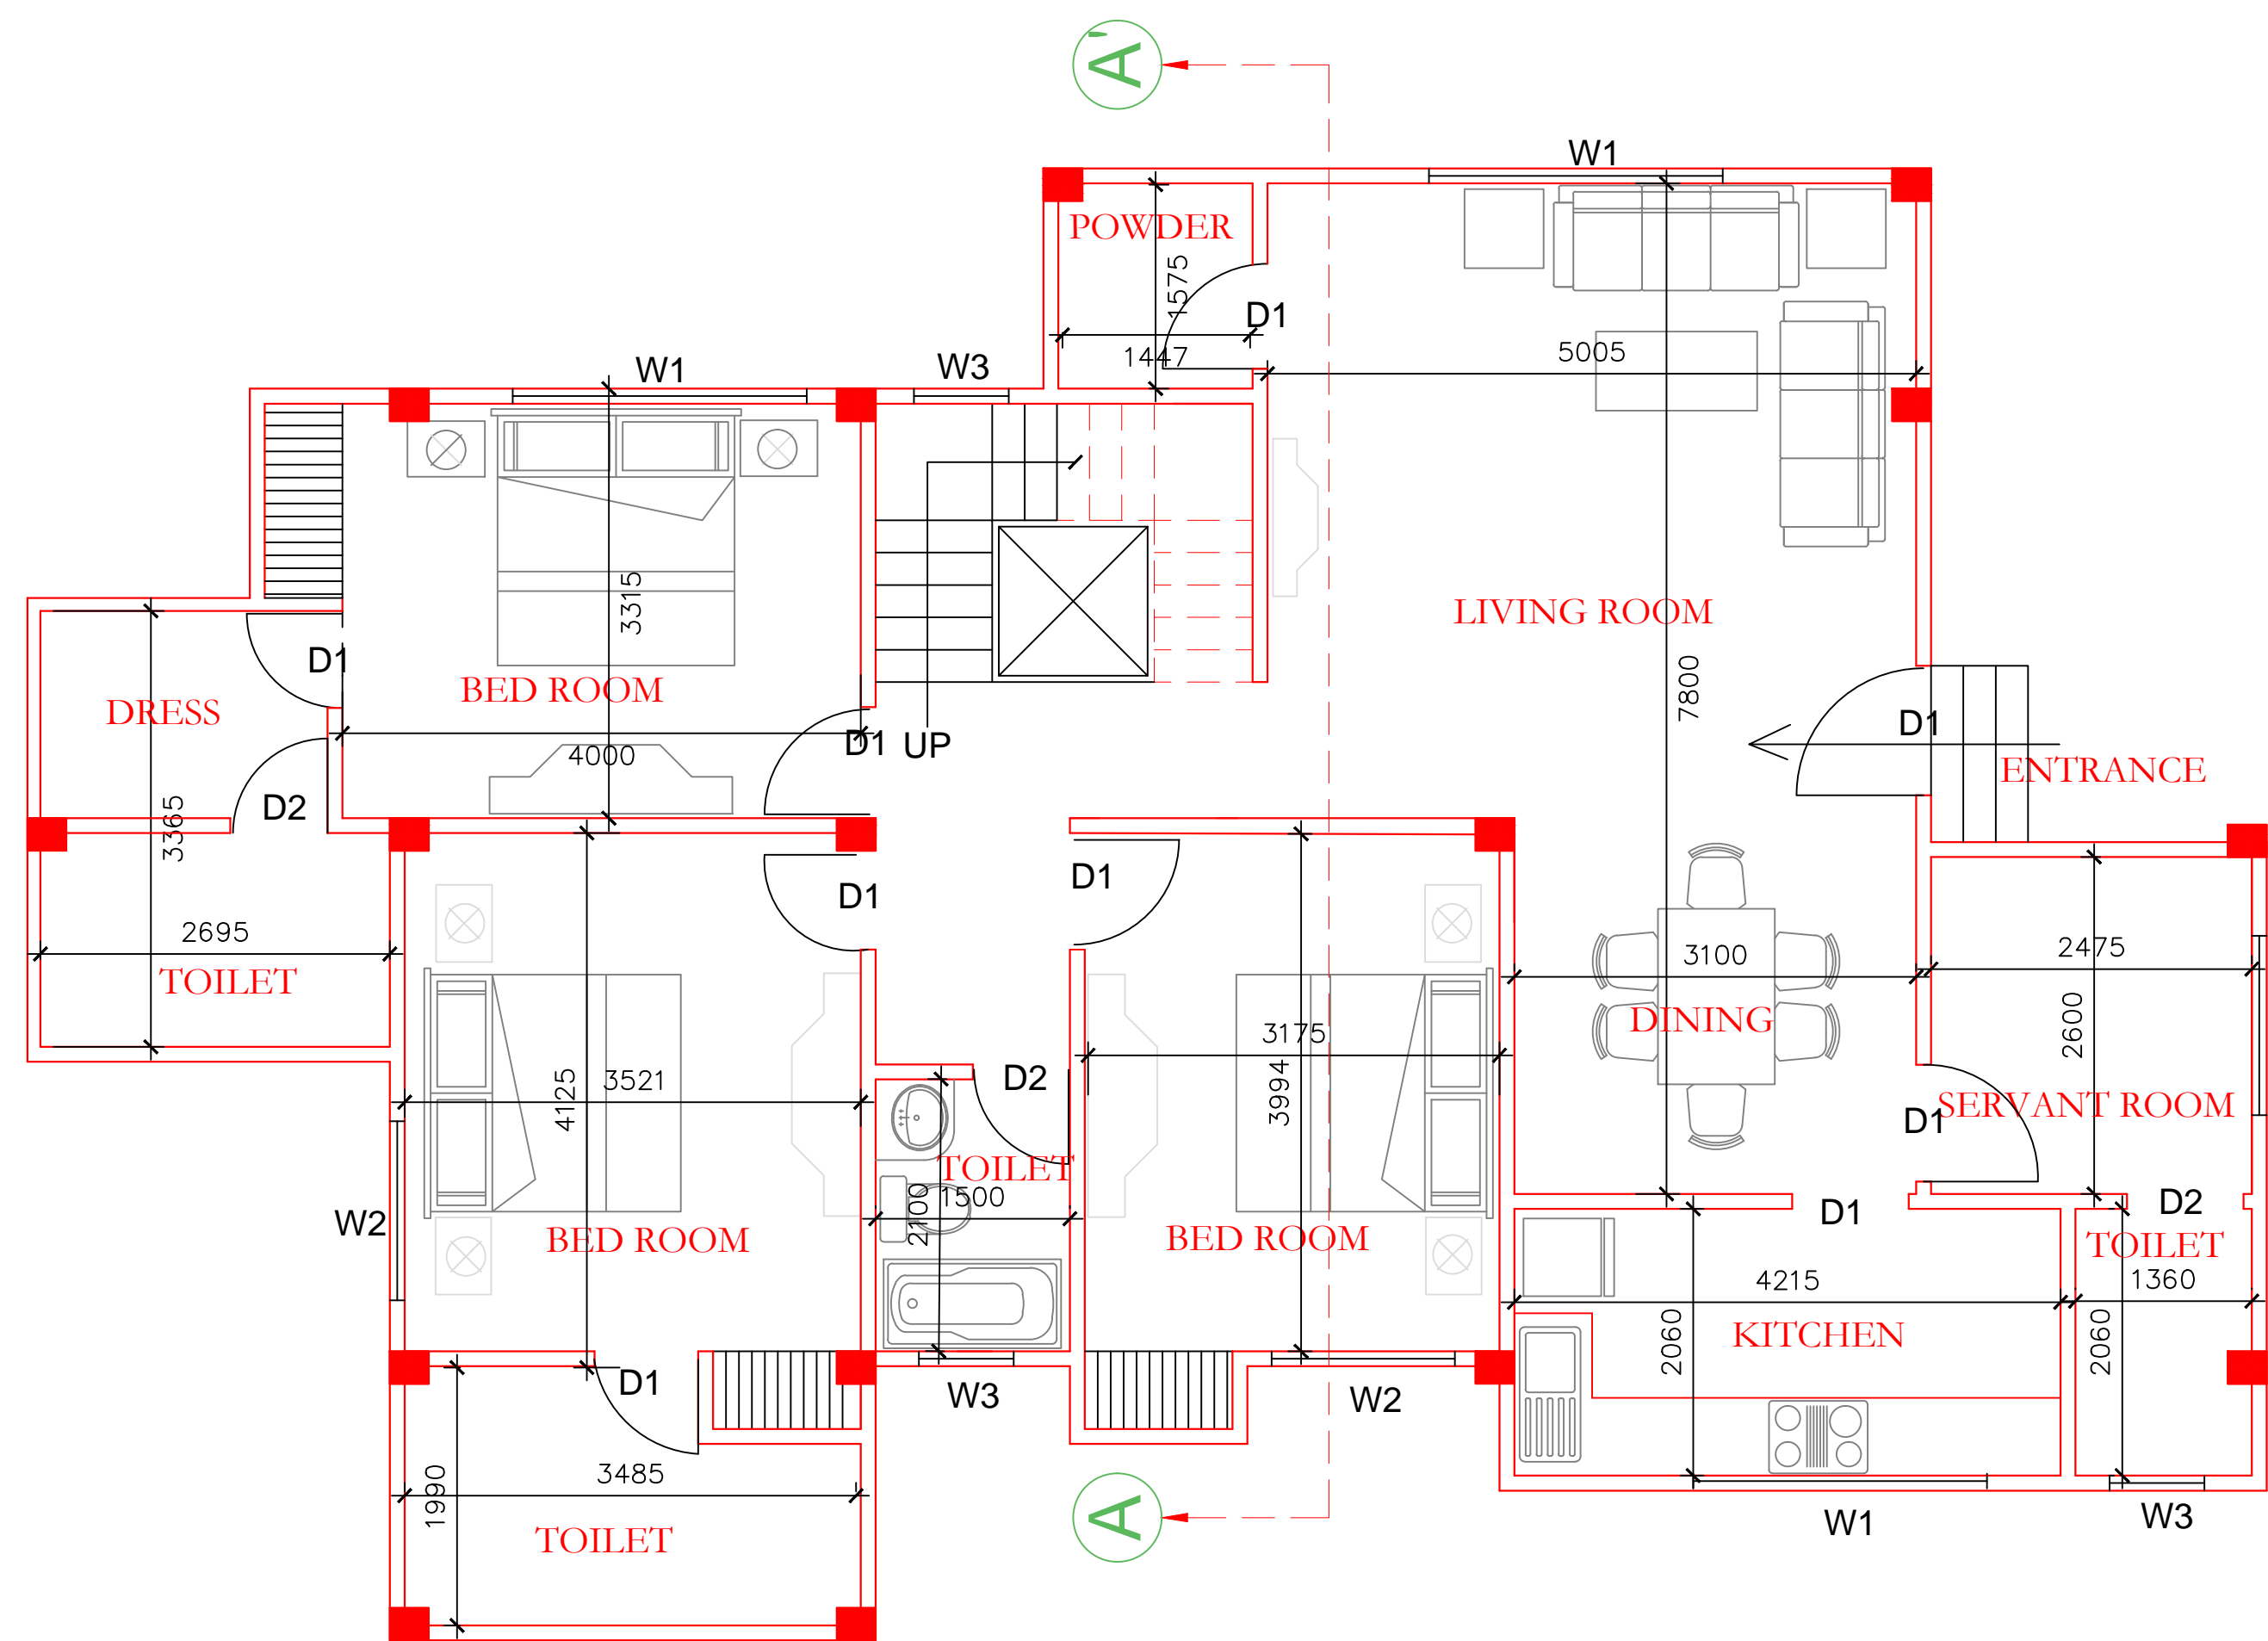 A'
W1
POWDER
1575
D1
1447
5005
W1
W3
3315
LIVING ROOM
D1
BED ROOM
DRESS
7800
D1
4000
D1
UP
ENTRANCE
D2
3365
D1
D1
2695
3100
2475
TOILET
DINING
2600
3175
3994
4125
3521
D2
SERVANT ROOM
D1
TOILET
1500
2100
W2
BED ROOM
BED ROOM
D1
D2
TOILET
4215
1360
2060
KITCHEN
2060
D1
W3
W2
3485
1990
TOILET
A
W1
W3